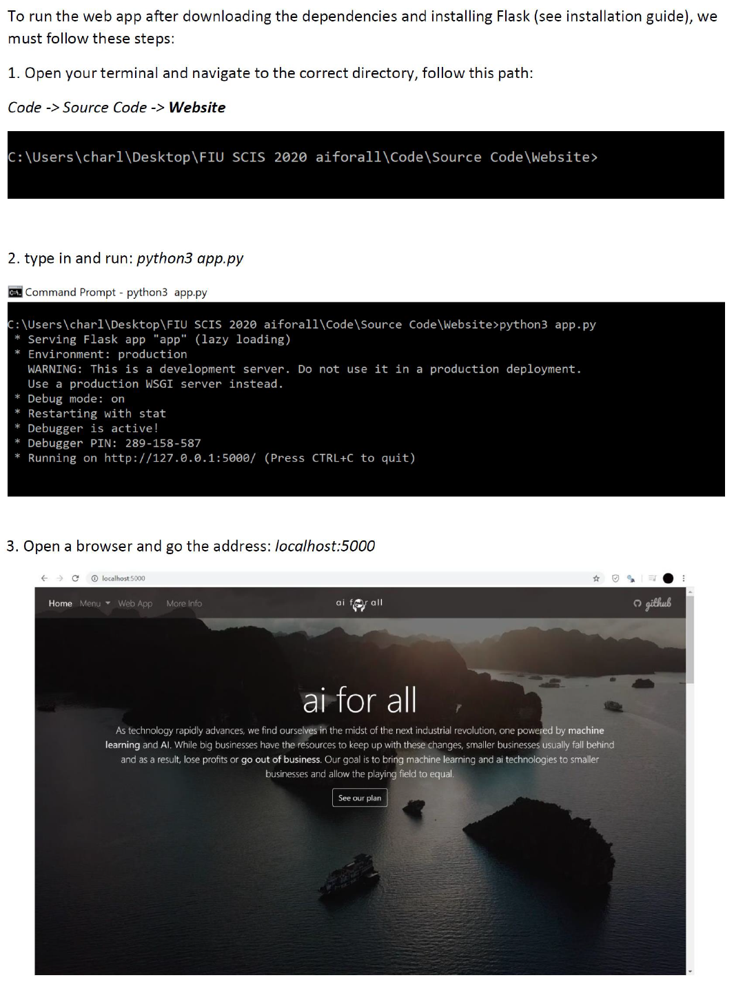 To run the web app after downloading the dependencies and installing Flask (see installation guide), we
must follow these steps:
1. Open your terminal and navigate to the correct directory, follow this path:
Code -> Source Code -> Website
C:\Users\charl\Desktop\FIU SCIS 2020 aiforall\Code\Source Code\Website>
2. type in and run: python3 app.py
Command Prompt - python3  app.py
C:\Users\charl\Desktop\FIU SCIS 2020 aiforall\Code\Source Code\Website>python3 app.py
* Serving Flask app "app" (lazy loading)
* Environment: production
WARNING: This is a development server. Do not use it in a production deployment.
Use a production WSGI server instead.
* Debug mode: on
* Restarting with stat
* Debugger is active!
* Debugger PIN: 289-158-587
* Running on http://127.0.0.1:5000/ (Press CTRL+C to quit)
3. Open a browser and go the address: localhost:5000
localhost:5000
Home Menu Web App More Info ai for all github
ai for all
As technology rapidly advances, we find ourselves in the midst of the next industrial revolution, one powered by machine
learning and AI. While big businesses have the resources to keep up with these changes, smaller businesses usually fall behind
and as a result, lose profits or go out of business. Our goal is to bring machine learning and ai technologies to smaller
businesses and allow the playing field to equal.
See our plan